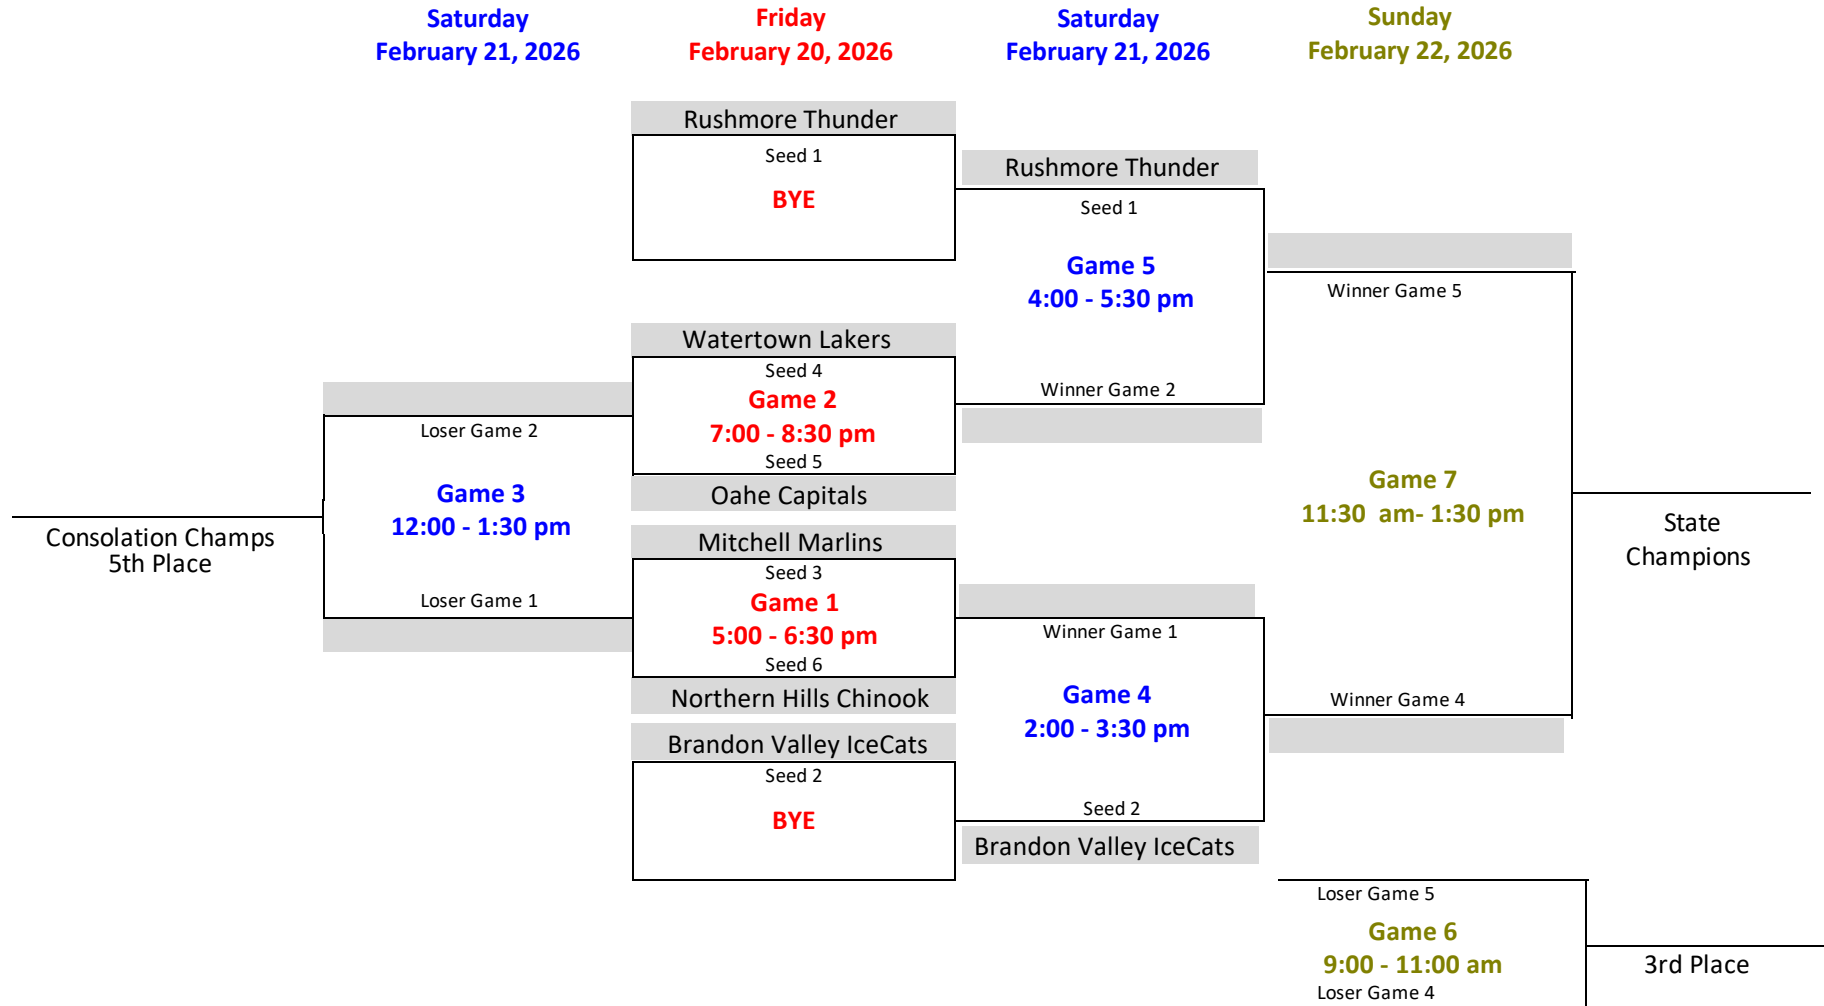 Saturday
February 21, 2026
Friday
February 20, 2026
Saturday
February 21, 2026
Sunday
February 22, 2026
Rushmore Thunder
Seed 1
BYE
Rushmore Thunder
Seed 1
Game 5
4:00 - 5:30 pm
Winner Game 2
Winner Game 5
Watertown Lakers
Seed 4
Game 2
7:00 - 8:30 pm
Seed 5
Oahe Capitals
Loser Game 2
Game 3
12:00 - 1:30 pm
Loser Game 1
Consolation Champs
5th Place
Mitchell Marlins
Seed 3
Game 1
5:00 - 6:30 pm
Seed 6
Northern Hills Chinook
Game 7
11:30  am- 1:30 pm
State
Champions
Winner Game 1
Game 4
2:00 - 3:30 pm
Seed 2
Brandon Valley IceCats
Winner Game 4
Brandon Valley IceCats
Seed 2
BYE
Loser Game 5
Game 6
9:00 - 11:00 am
Loser Game 4
3rd Place